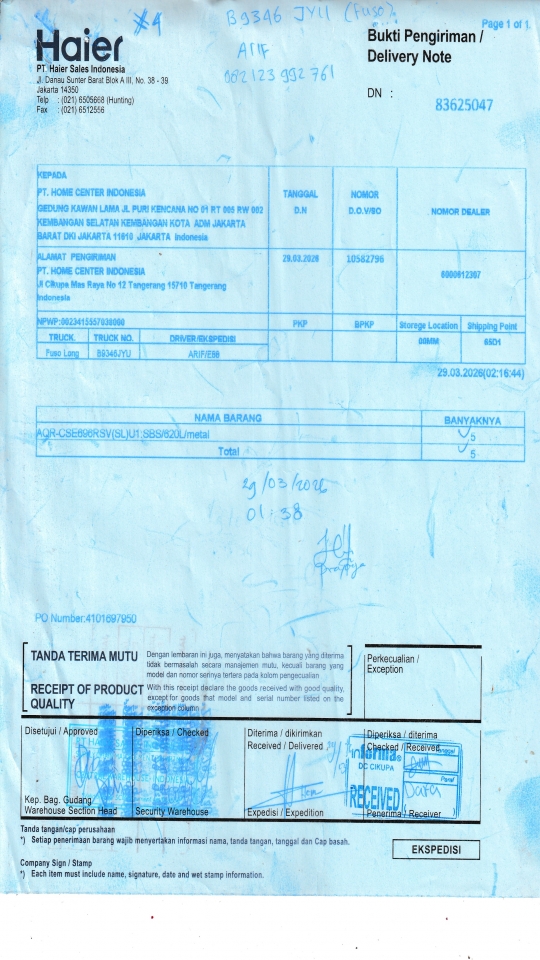 #4
B9346 JYU (Fuso).
ARIF
082123992761
Page 1 of 1
Haier
PT. Haier Sales Indonesia
Jl. Danau Sunter Barat Blok A III, No. 38 - 39
Jakarta 14350
Telp : (021) 6505668 (Hunting)
Fax : (021) 6512556
Bukti Pengiriman /
Delivery Note
DN :
83625047
KEPADA
PT. HOME CENTER INDONESIA
GEDUNG KAWAN LAMA JL PURI KENCANA NO 01 RT 005 RW 002
KEMBANGAN SELATAN KEMBANGAN KOTA ADM JAKARTA
BARAT DKI JAKARTA 11610 JAKARTA Indonesia
TANGGAL
D.N
NOMOR
D.O.V/SO
NOMOR DEALER
ALAMAT PENGIRIMAN
PT. HOME CENTER INDONESIA
Jl Cikupa Mas Raya No 12 Tangerang 15710 Tangerang
Indonesia
29.03.2026
10582796
NPWP:
PKP
BPKP
Storege Location
Shipping Point
TRUCK
TRUCK NO.
DRIVER/EKSPEDISI
00MM
65D1
Fuso Long
B9346JYU
29.03.2026(02:16:44)
NAMA BARANG
BANYAKNYA
AQR-CSE696RSV(SL)U1;SBS/620L/metal
5
Total
5
29/03/2026
01:38
PO Number:4101697950
TANDA TERIMA MUTU
Dengan lembaran ini juga, menyatakan bahwa barang yang diterima
tidak bermasalah secara manajemen mutu, kecuali barang yang
model dan nomor serinya tertera pada kolom pengecualian
RECEIPT OF PRODUCT
QUALITY
With this receipt declare the goods received with good quality,
except for goods that model and serial number listed on the
exception column
Perkecualian /
Exception
Disetujui / Approved
Diperiksa / Checked
Diterima / dikirimkan
Received / Delivered
Diperiksa / diterima
Checked / Received
informa
DC CIKUPA
RECEIVED
Paraf
Kep. Bag. Gudang
Warehouse Section Head
Security Warehouse
Expedisi / Expedition
Penerima / Receiver
Tanda tangan/cap perusahaan
*) Setiap penerimaan barang wajib menyertakan informasi nama, tanda tangan, tanggal dan Cap basah.
EKSPEDISI
Company Sign / Stamp
*) Each item must include name, signature, date and wet stamp information.